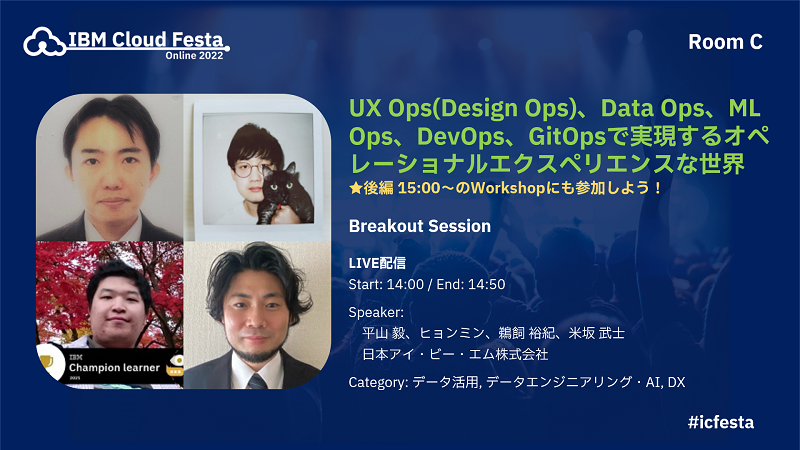 IBM Cloud Festa
Online 2022
Room C
UX Ops(Design Ops)、Data Ops、ML
Ops、DevOps、GitOpsで実現するオペ
レーショナルエクスペリエンスな世界
★後編 15:00〜のWorkshopにも参加しよう！
Breakout Session
LIVE配信
Start: 14:00 / End: 14:50
Speaker:
平山 毅、ヒョンミン、鵜飼 裕紀、米坂 武士
日本アイ・ビー・エム株式会社
Category: データ活用, データエンジニアリング・AI, DX
IBM
Champion learner
#icfesta